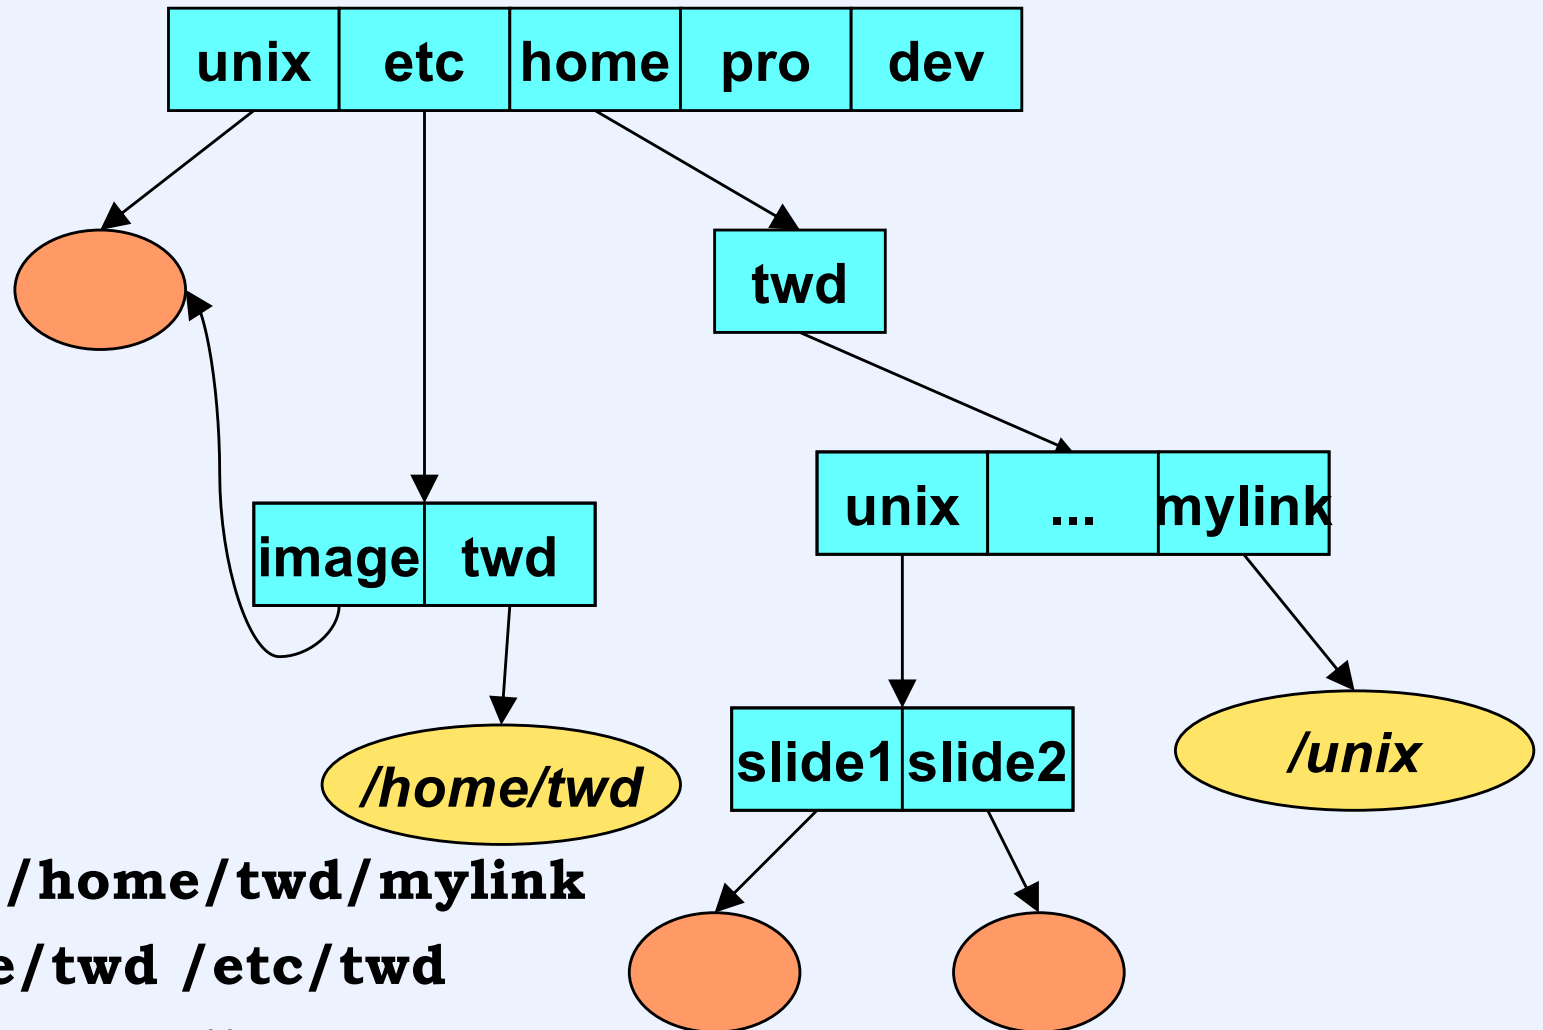 unix etc home pro dev
twd
unix ... mylink
image twd
slide1 slide2
/unix
/home/twd
/home/twd/mylink
/twd /etc/twd